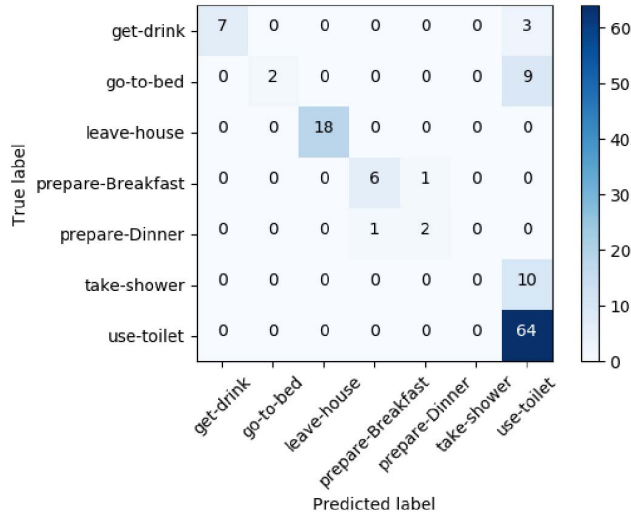 get-drink 7 0 0 0 0 0 3
go-to-bed 0 2 0 0 0 0 9
leave-house 0 0 18 0 0 0 0
prepare-Breakfast 0 0 0 6 1 0 0
prepare-Dinner 0 0 0 1 2 0 0
take-shower 0 0 0 0 0 0 10
use-toilet 0 0 0 0 0 0 64
True label
get-drink
go-to-bed
leave-house
prepare-Breakfast
prepare-Dinner
take-shower
use-toilet
Predicted label
60
50
40
30
20
10
0